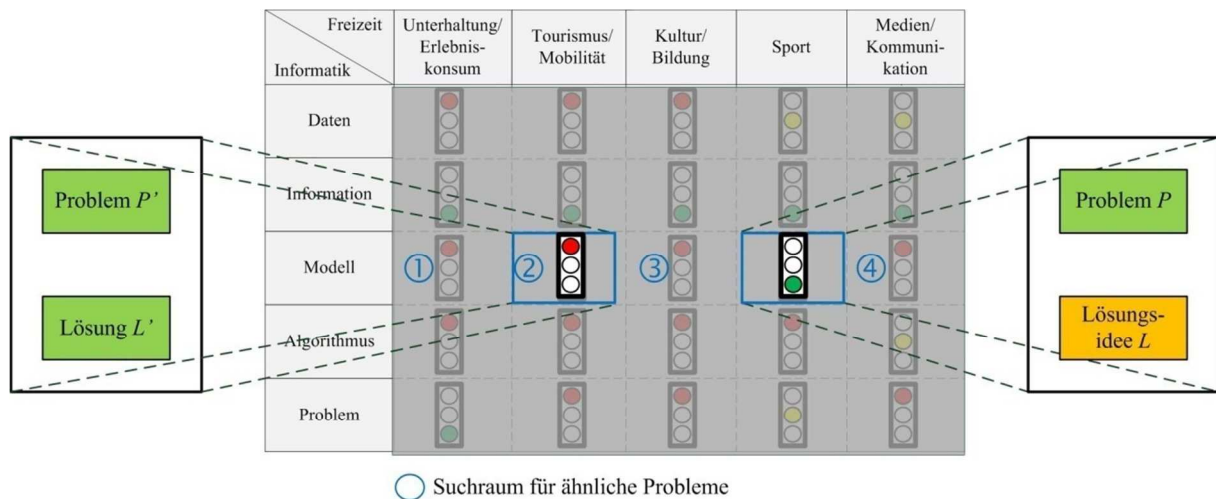 Freizeit
Informatik
Unterhaltung/
Erlebnis-
konsum
Tourismus/
Mobilität
Kultur/
Bildung
Sport
Medien/
Kommuni-
kation
Daten
Information
Modell
Algorithmus
Problem
Problem P’
Lösung L’
①
②
③
④
Problem P
Lösungs-
idee L
Suchraum für ähnliche Probleme